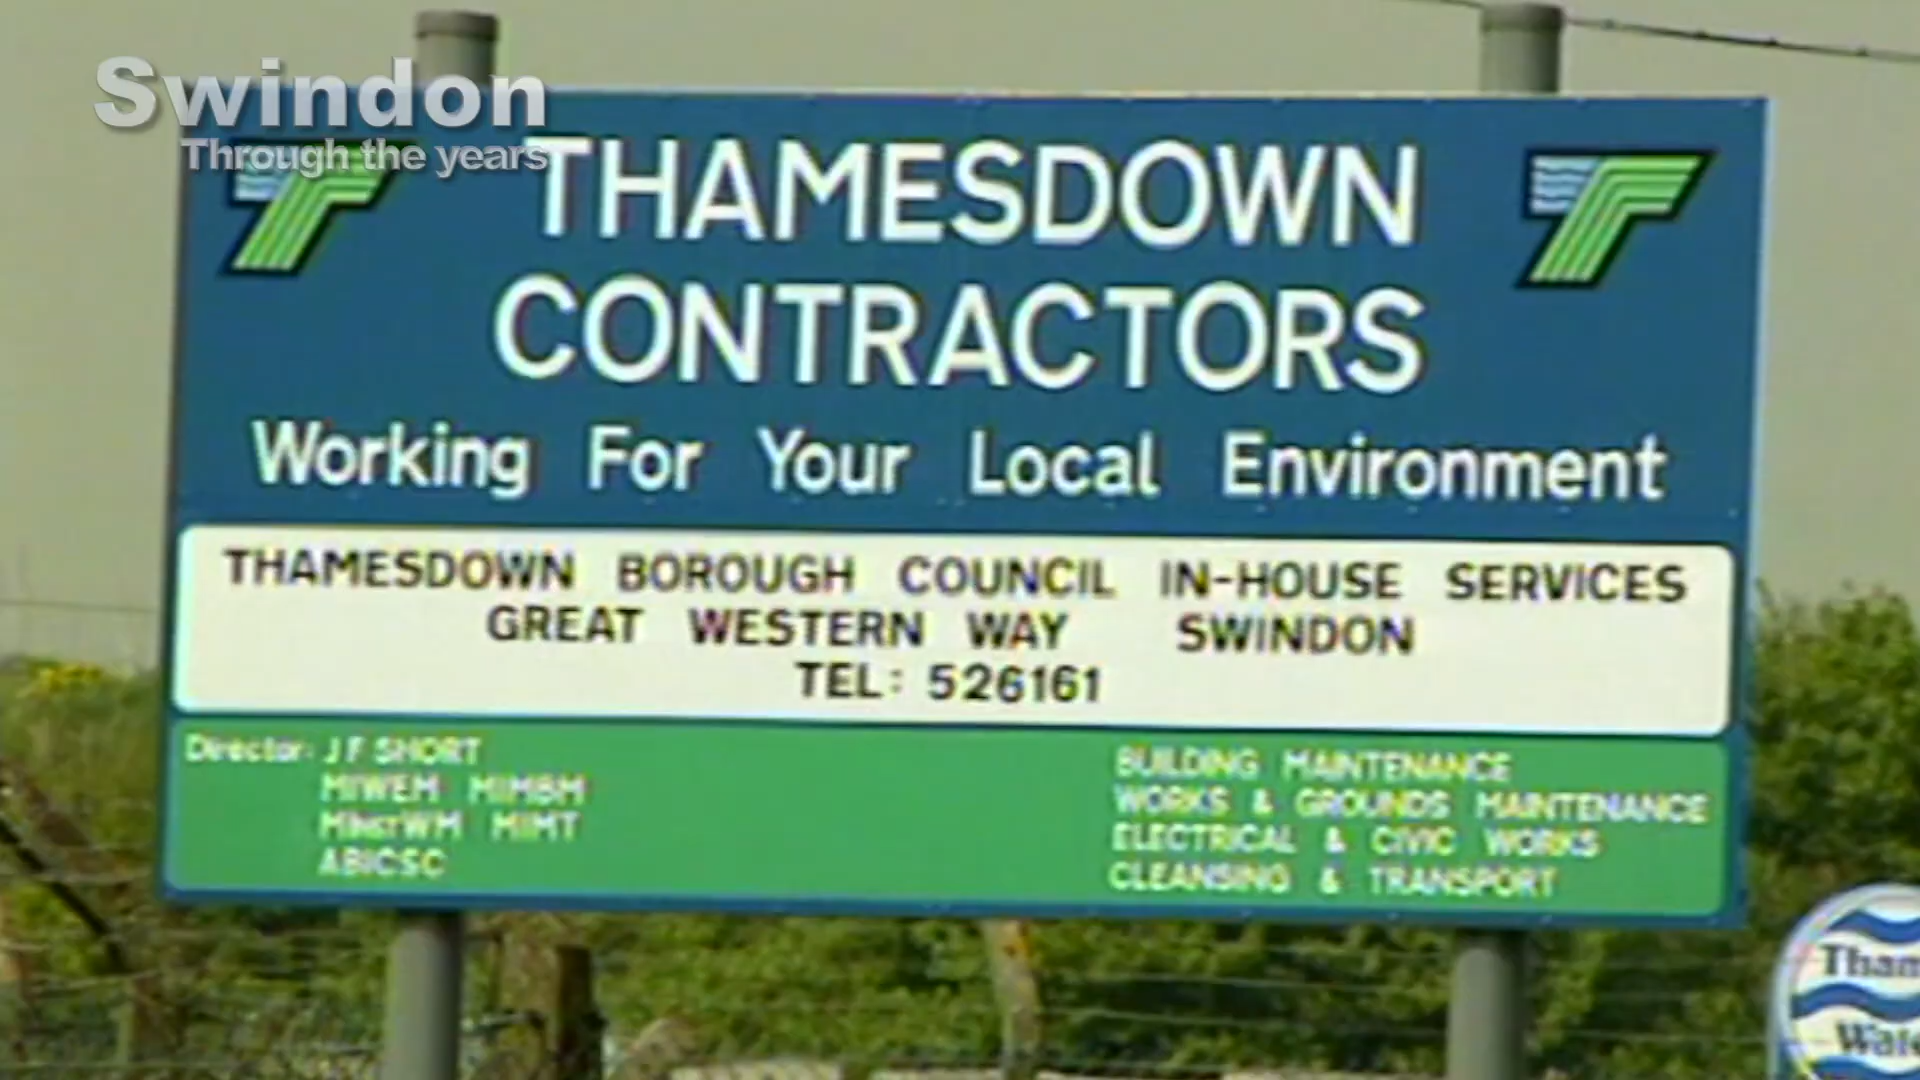 Swindon
Through the years
THAMESDOWN
CONTRACTORS
Working For Your Local Environment
THAMESDOWN BOROUGH COUNCIL IN-HOUSE SERVICES
GREAT WESTERN WAY SWINDON
TEL: 526161
Director: J F SHORT
MIWEM MIMBM
MInstWM MIMT
ABICSC
BUILDING MAINTENANCE
WORKS & GROUNDS MAINTENANCE
ELECTRICAL & CIVIC WORKS
CLEANSING & TRANSPORT